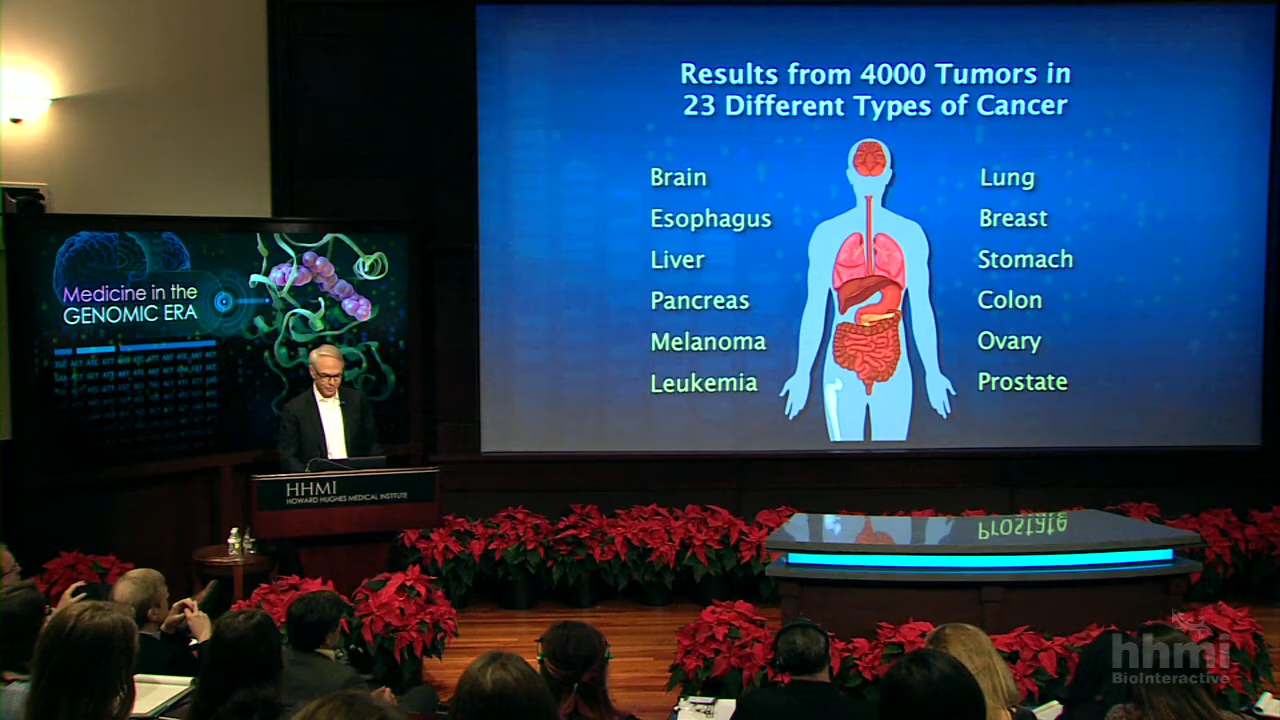 Results from 4000 Tumors in
23 Different Types of Cancer
Brain
Esophagus
Liver
Pancreas
Melanoma
Leukemia
Lung
Breast
Stomach
Colon
Ovary
Prostate
Medicine in the
GENOMIC ERA
HHMI
HOWARD HUGHES MEDICAL INSTITUTE
Prostate
hhmi
BioInteractive